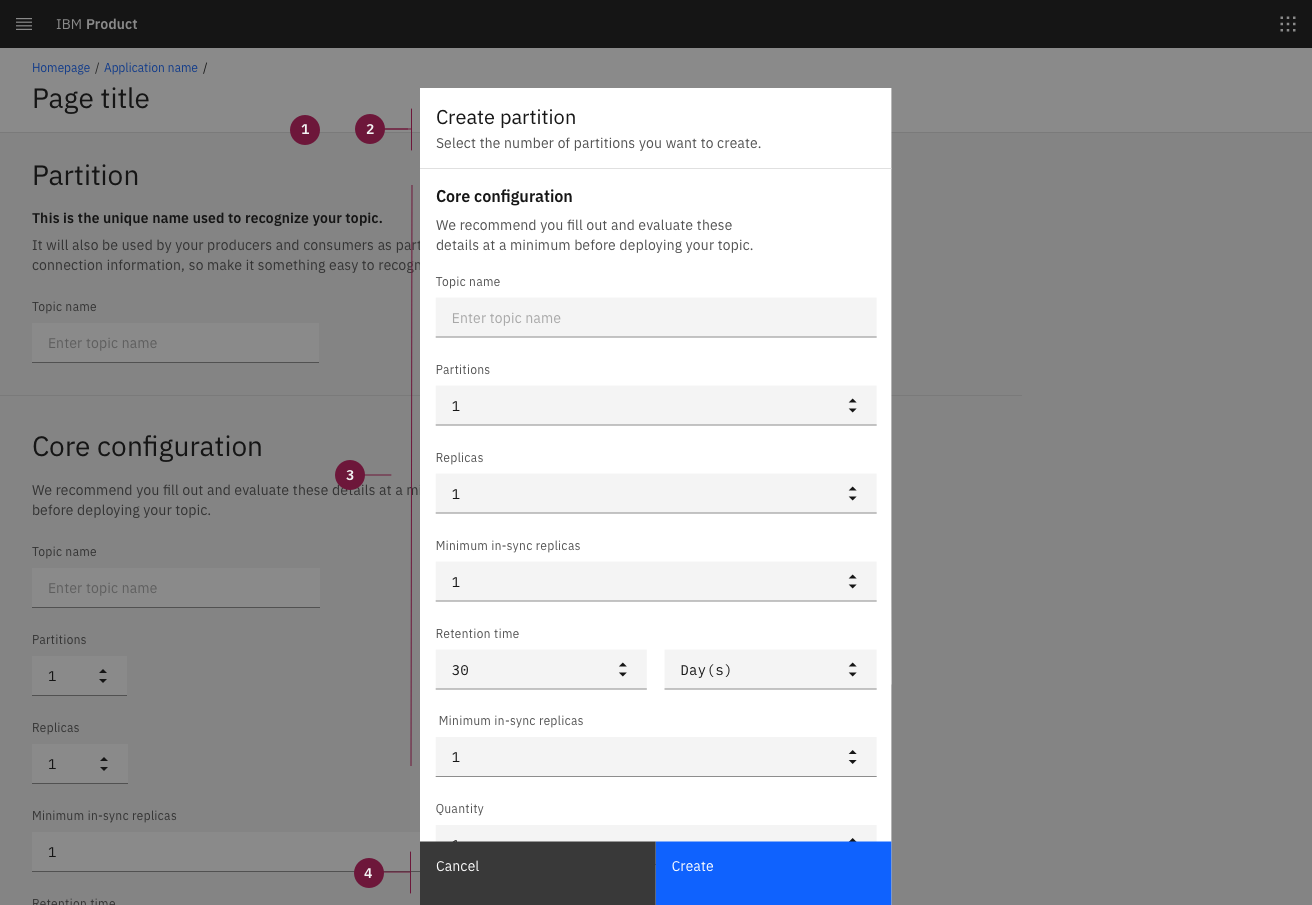 IBM Product
Homepage / Application name /
Page title
1
2
Partition
This is the unique name used to recognize your topic.
It will also be used by your producers and consumers as part
connection information, so make it something easy to
Topic name
Enter topic name
Core configuration
3
We recommend you fill out and evaluate these details at a
before deploying your topic.
Topic name
Enter topic name
Partitions
1
Replicas
1
Minimum in-sync replicas
1
4
Retention time
Create partition
Select the number of partitions you want to create.
Core configuration
We recommend you fill out and evaluate these
details at a minimum before deploying your topic.
Topic name
Enter topic name
Partitions
1
Replicas
1
Minimum in-sync replicas
1
Retention time
30 Day(s)
Minimum in-sync replicas
1
Quantity
Cancel Create